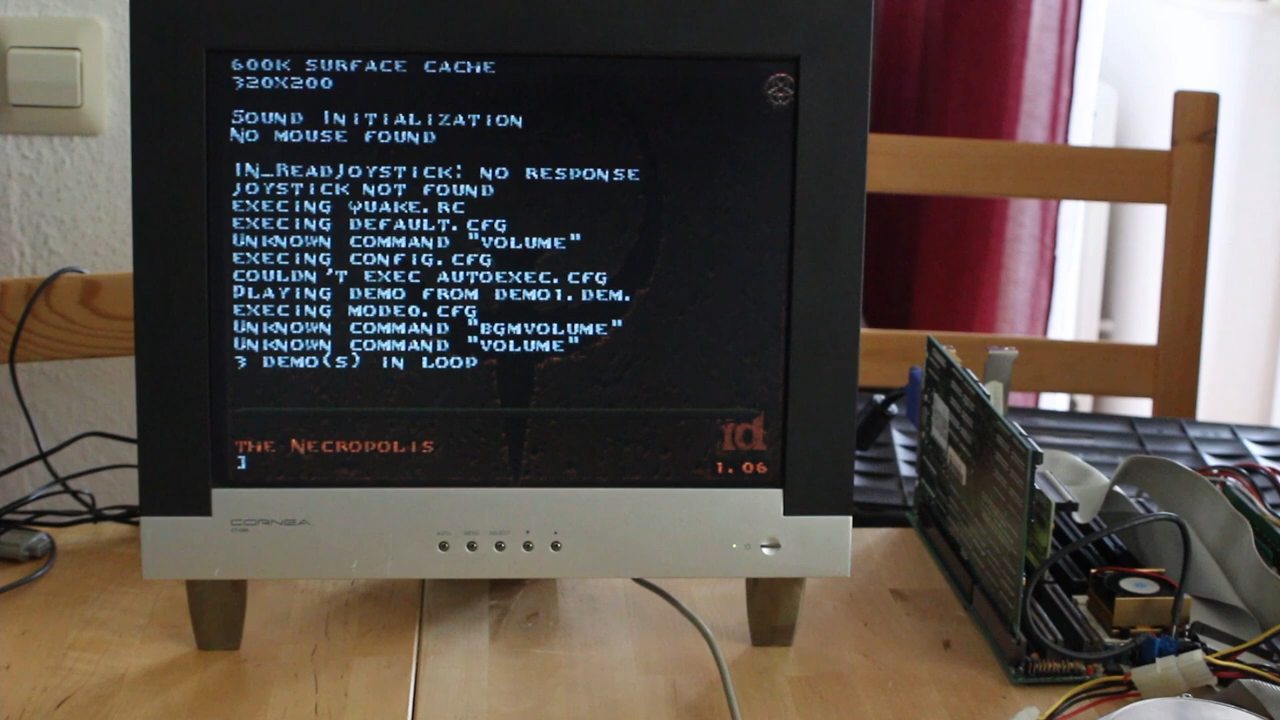 600K SURFACE CACHE
320X200
SOUND INITIALIZATION
NO MOUSE FOUND
IN_READJOYSTICK: NO RESPONSE
JOYSTICK NOT FOUND
EXECING QUAKE.RC
EXECING DEFAULT.CFG
UNKNOWN COMMAND "VOLUME"
EXECING CONFIG.CFG
COULDN'T EXEC AUTOEXEC.CFG
PLAYING DEMO FROM DEMO1.DEM.
EXECING MODE0.CFG
UNKNOWN COMMAND "BGMVOLUME"
UNKNOWN COMMAND "VOLUME"
3 DEMO(S) IN LOOP
THE NECROPOLIS
]
id
1.06
CORNEA